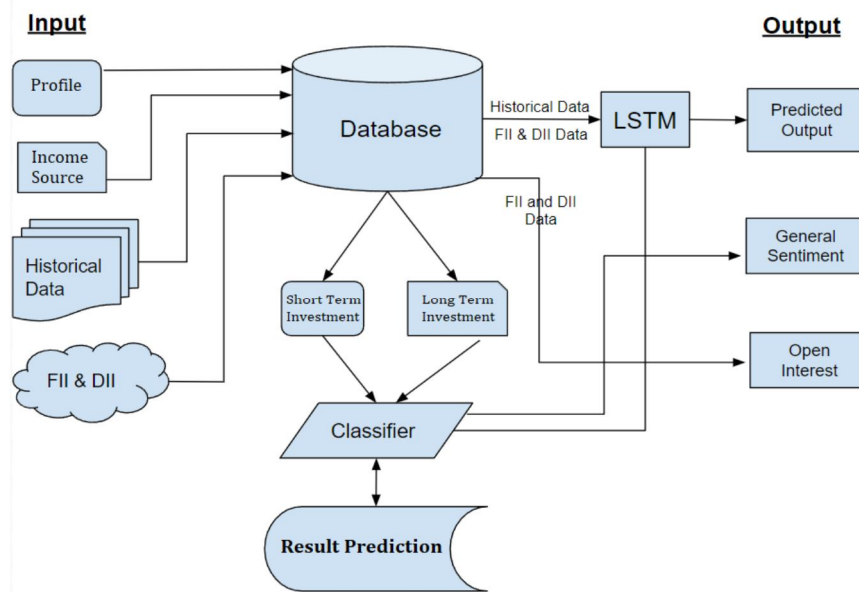 Input
Output
Profile
Database
Historical Data
FII & DII Data
LSTM
Predicted
Output
Income
Source
FII and DII
Data
General
Sentiment
Historical
Data
Short Term
Investment
Long Term
Investment
Open
Interest
FII & DII
Classifier
Result Prediction